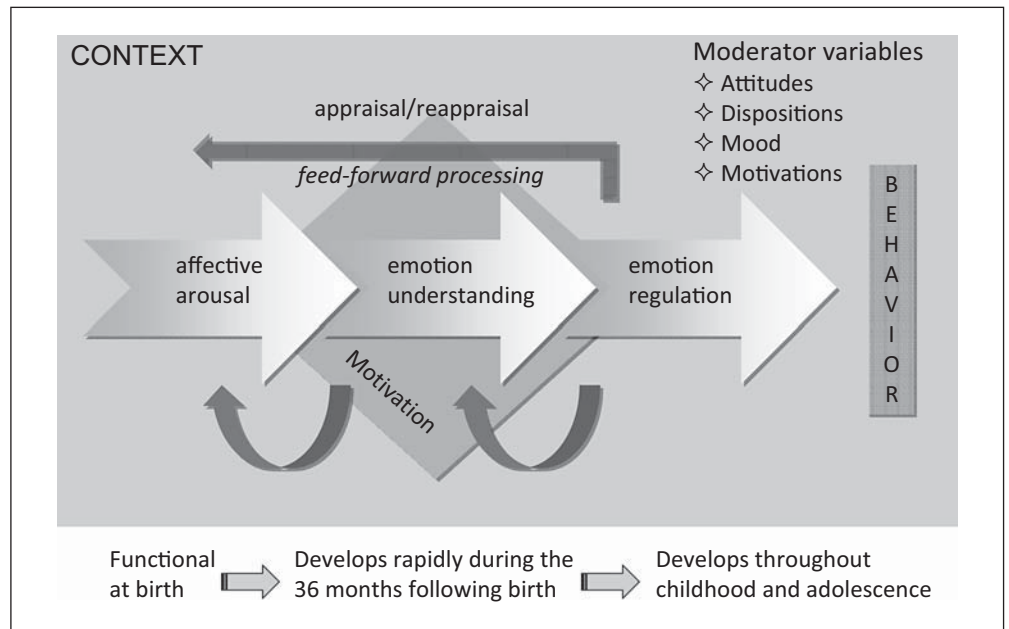 CONTEXT
Moderator variables
✧ Attitudes
✧ Dispositions
✧ Mood
✧ Motivations
appraisal/reappraisal
feed-forward processing
affective
arousal
emotion
understanding
emotion
regulation
Motivation
B
E
H
A
V
I
O
R
Functional
at birth
Develops rapidly during the
36 months following birth
Develops throughout
childhood and adolescence